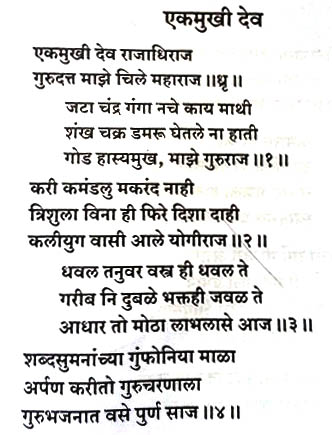 एकमुखी देव
एकमुखी देव राजाधिराज
गुरुदत्त माझे चिले महाराज ॥धृ॥
जटा चंद्र गंगा नचे काय माथी
शंख चक्र डमरू घेतले ना हाती
गोड हास्यमुख, माझे गुरुराज ॥१॥
करी कमंडलु मकरंद नाही
त्रिशुला विना ही फिरे दिशा दाही
कलीयुग वासी आले योगीराज ॥२॥
धवल तनुवर वस्त्र ही धवल ते
गरीब नि दुबळे भक्तही जवळ ते
आधार तो मोठा लाभलासे आज ॥३॥
शब्दसुमनांच्या गुंफोनिया माळा
अर्पण करीतो गुरुचरणाला
गुरुभजनात वसे पुर्ण साज ॥४॥